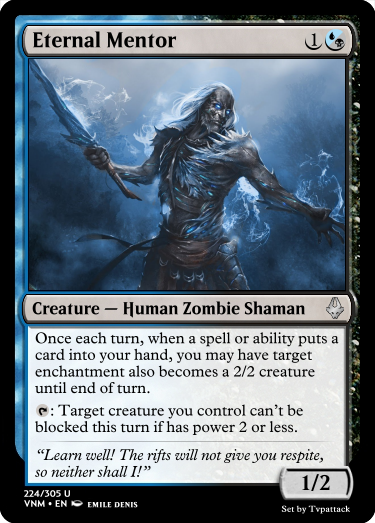 Eternal Mentor 1
Creature — Human Zombie Shaman
Once each turn, when a spell or ability puts a
card into your hand, you may have target
enchantment also becomes a 2/2 creature
until end of turn.
: Target creature you control can't be
blocked this turn if has power 2 or less.
“Learn well! The rifts will not give you respite,
so neither shall I!”
1/2
224/305 U
VNM • EN EMILE DENIS
Set by Tvpattack